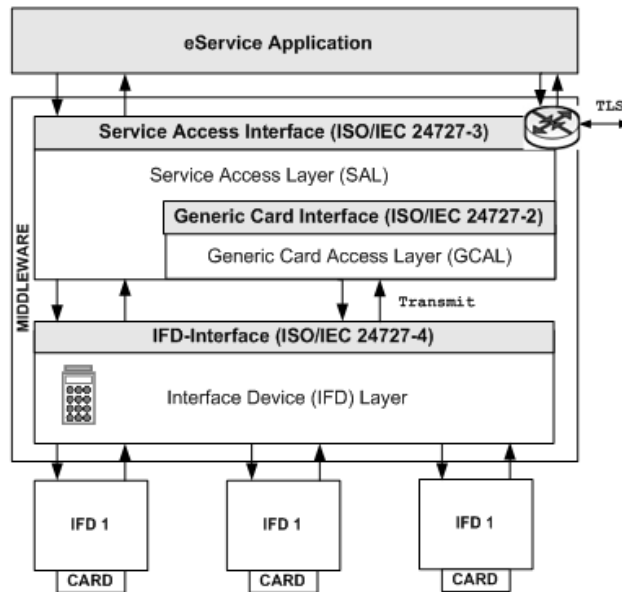 eService Application
TLS
Service Access Interface (ISO/IEC 24727-3)
Service Access Layer (SAL)
Generic Card Interface (ISO/IEC 24727-2)
Generic Card Access Layer (GCAL)
MIDDLEWARE
Transmit
IFD-Interface (ISO/IEC 24727-4)
Interface Device (IFD) Layer
IFD 1
IFD 1
IFD 1
CARD
CARD
CARD